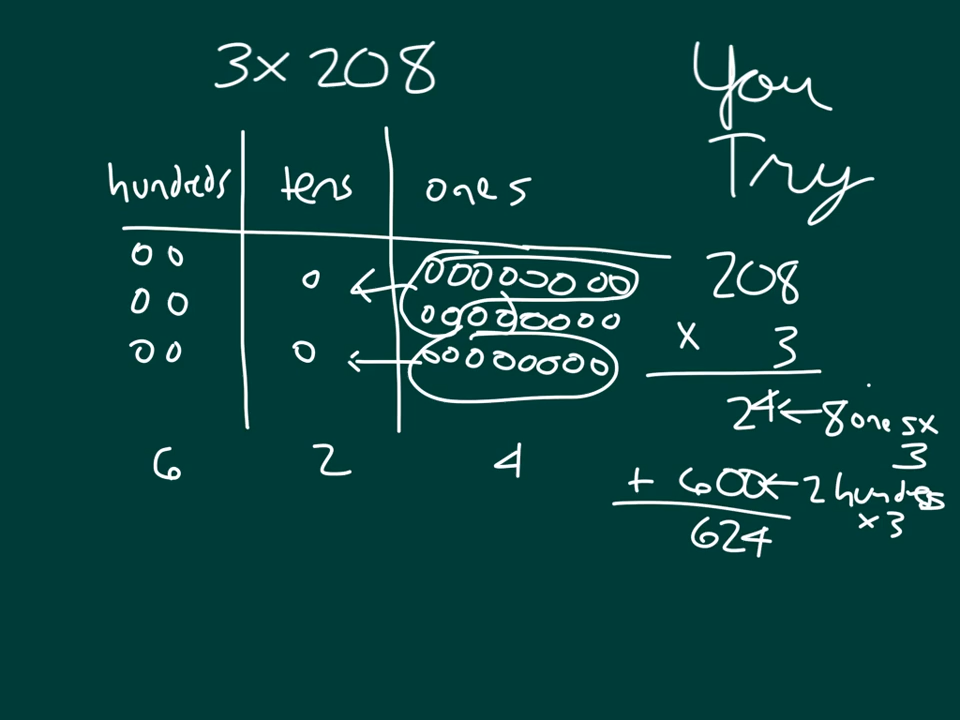 3x 208
You
Try
hundreds tens ones
208
x 3
24 ← 8 ones x
3
6 2 4
+ 600 ← 2 hundreds
x 3
624